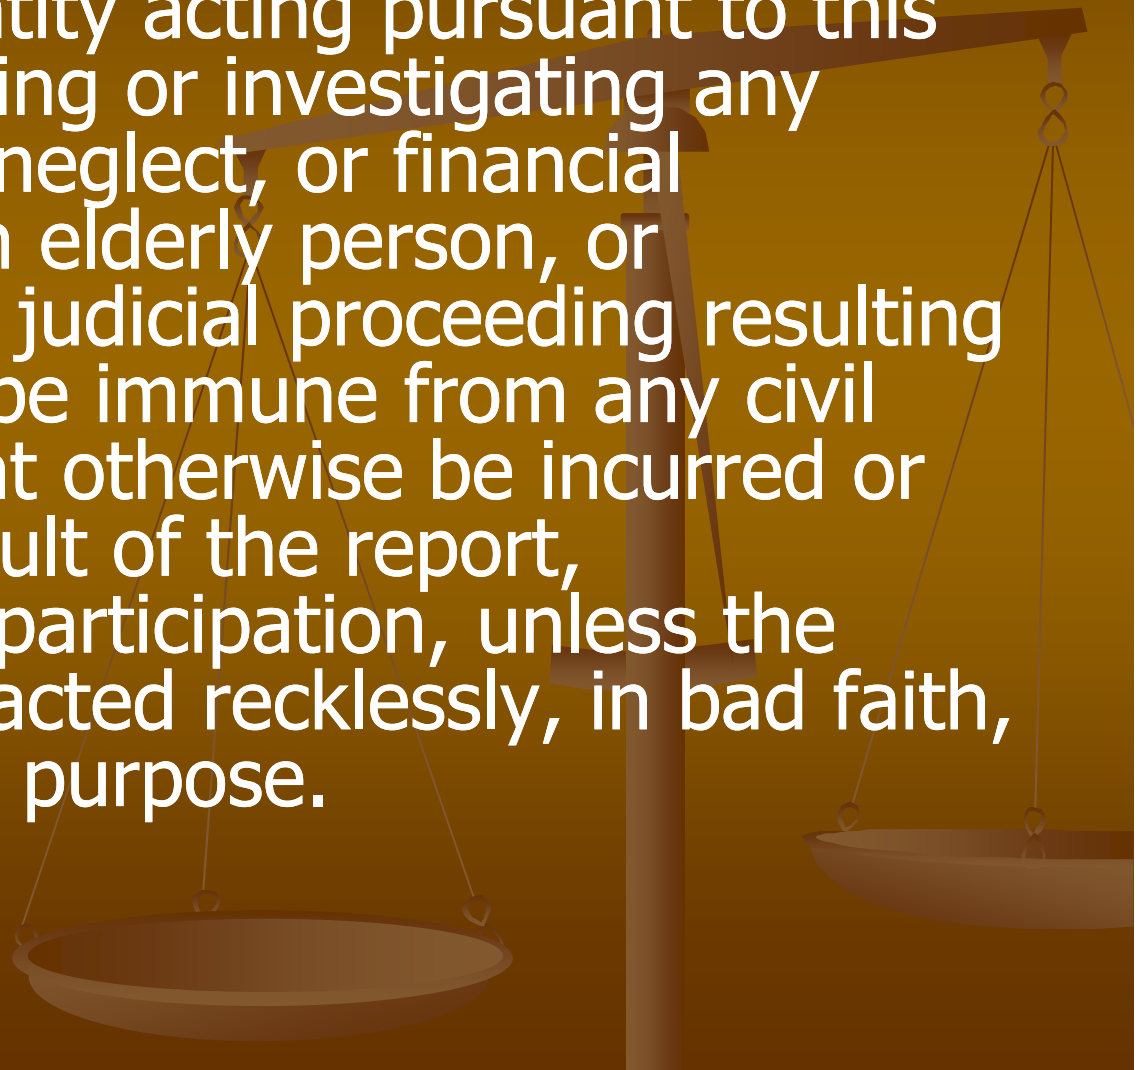 tity acting pursuant to this
ing or investigating any
neglect, or financial
n elderly person, or
judicial proceeding resulting
be immune from any civil
t otherwise be incurred or
ult of the report,
participation, unless the
acted recklessly, in bad faith,
purpose.